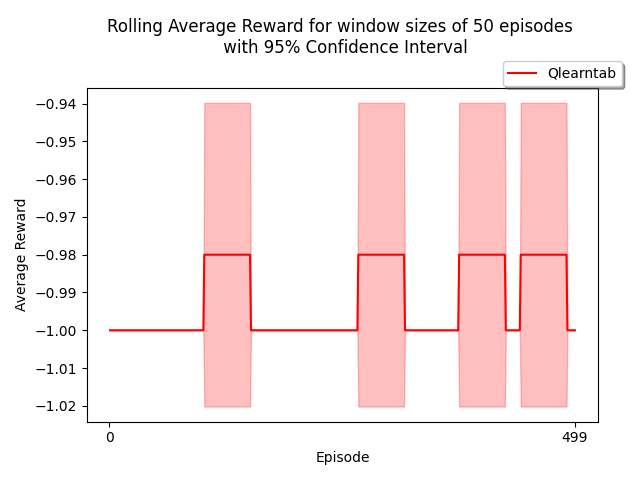 Rolling Average Reward for window sizes of 50 episodes
with 95% Confidence Interval
Qlearntab
−0.94
−0.95
−0.96
−0.97
−0.98
−0.99
−1.00
−1.01
−1.02
Average Reward
0
499
Episode